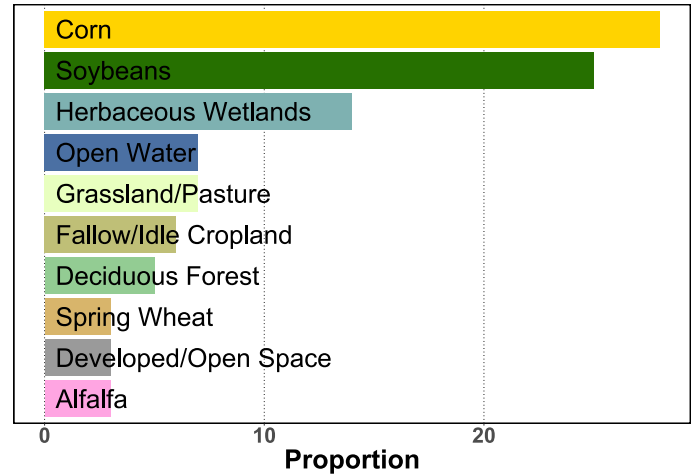 Corn
Soybeans
Herbaceous Wetlands
Open Water
Grassland/Pasture
Fallow/Idle Cropland
Deciduous Forest
Spring Wheat
Developed/Open Space
Alfalfa
0 10 20
Proportion